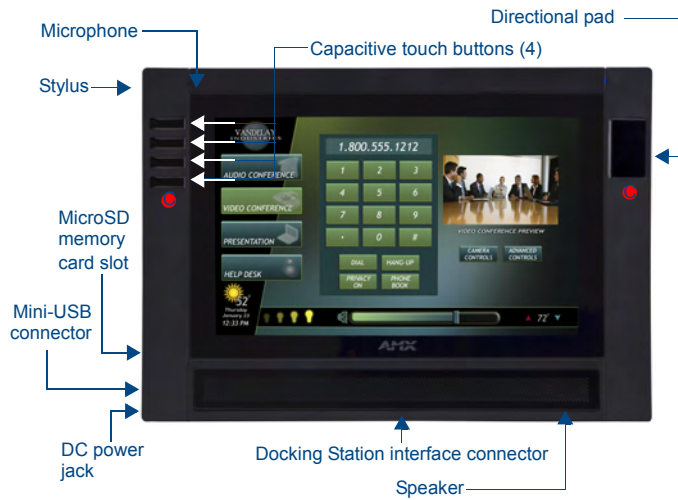 Directional pad
Microphone
Capacitive touch buttons (4)
Stylus
VANDELAY
INDUSTRIES
1.800.555.1212
AUDIO CONFERENCE
1 2 3
VIDEO CONFERENCE
4 5 6
7 8 9
PRESENTATION
· 0 #
VIDEO CONFERENCE PREVIEW
CAMERA
CONTROLS
ADVANCED
CONTROLS
HELP DESK
DIAL HANG-UP
PRIVACY
ON
PHONE
BOOK
52°
Thursday
January 23
12:33 PM
72°
AMX
MicroSD
memory
card slot
Mini-USB
connector
DC power
jack
Docking Station interface connector
Speaker